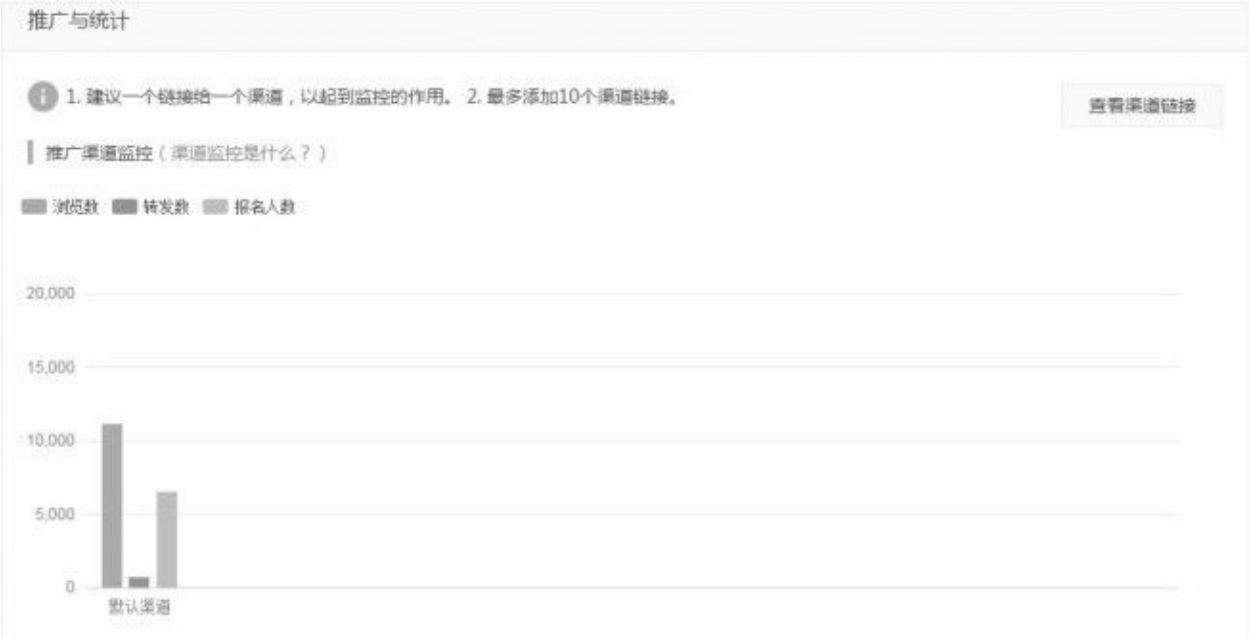 推广与统计
1. 建议一个链接给一个渠道，以起到监控的作用。 2. 最多添加10个渠道链接。
查看渠道链接
推广渠道监控（渠道监控是什么？）
浏览数 转发数 报名人数
20,000
15,000
10,000
5,000
0
默认渠道